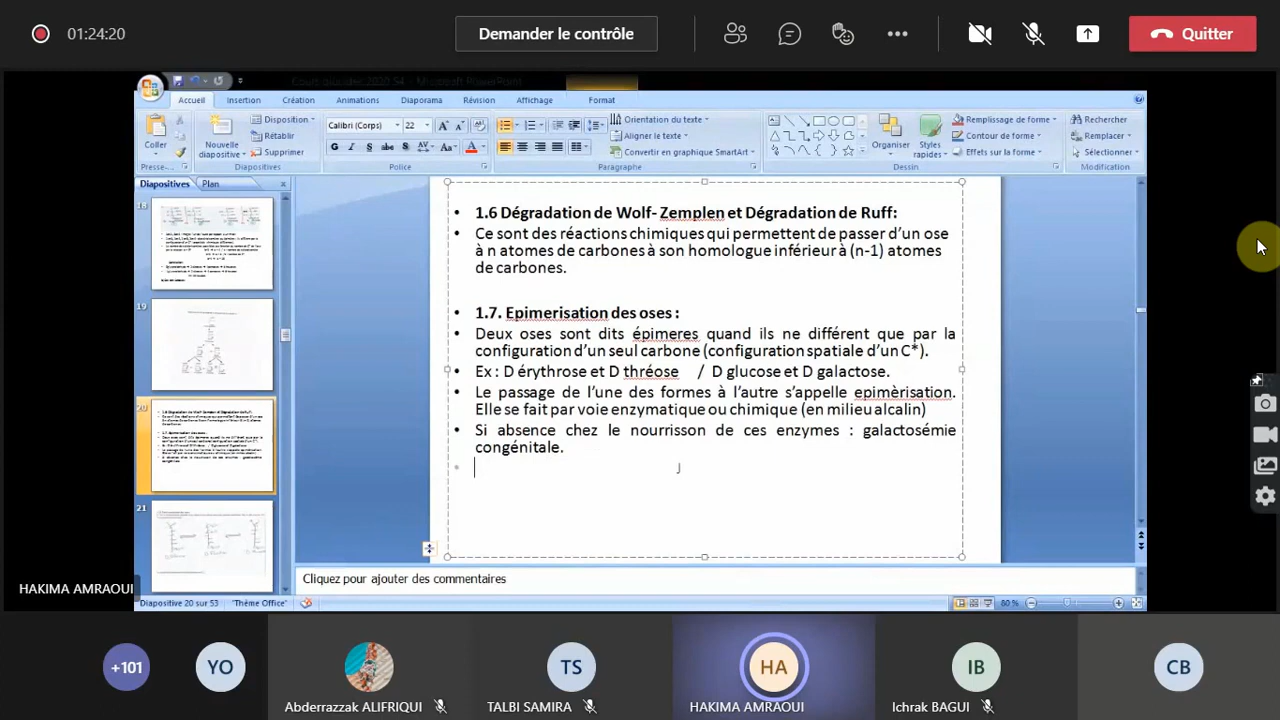 01:24:20
Demander le contrôle
Quitter
Accueil
Insertion
Création
Animations
Diaporama
Révision
Affichage
Format
Coller
Presse-...
Nouvelle
diapositive
Disposition
Rétablir
Supprimer
Diapositives
Calibri (Corps)
22
Police
Paragraphe
Orientation du texte
Aligner le texte
Convertir en graphique SmartArt
Organiser
Styles
rapides
Remplissage de forme
Contour de forme
Effets sur la forme
Dessin
Rechercher
Remplacer
Sélectionner
Modification
Diapositives
Plan
18
19
20
21
• 1.6 Dégradation de Wolf- Zemplen et Dégradation de Ruff:
• Ce sont des réactions inverses qui permettent de passer d'un ose
à n atomes de carbones à son homologue inférieur à (n-1) atomes
de carbones.
• 1.7. Epimerisation des oses :
• Deux oses sont dits épimeres quand ils ne différent que par la
configuration d'un seul carbone (configuration spatiale d'un C*).
• Ex : D érythrose et D thréose / D glucose et D galactose.
• Le passage de l'une des formes à l'autre s'appelle epimèrisation.
Elle se fait par voie enzymatique ou chimique (en milieu alcalin)
• Si absence chez le nourrisson de ces enzymes : galactosémie
congenitale.
Cliquez pour ajouter des commentaires
HAKIMA AMRAOUI
Diapositive 20 sur 53
"Thème Office"
80 %
+101
YO
Abderrazzak ALIFRIQUI
TS
TALBI SAMIRA
HA
HAKIMA AMRAOUI
IB
Ichrak BAGUI
CB